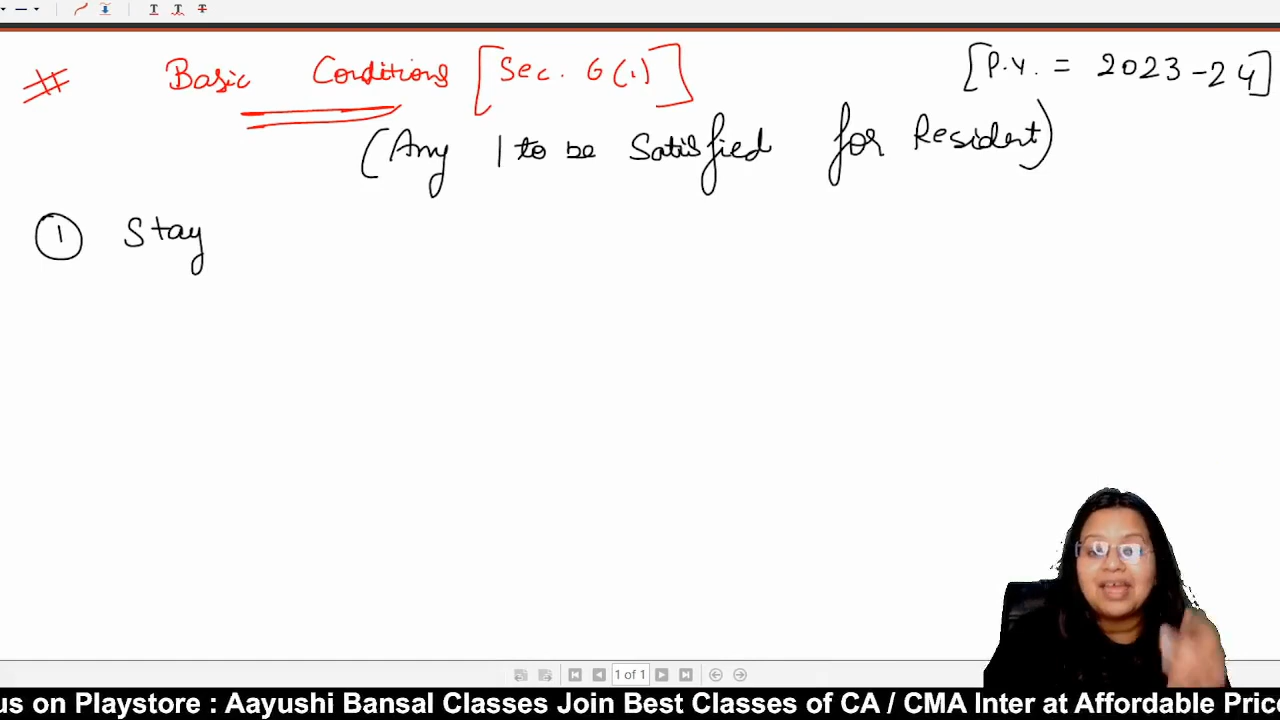 # Basic Conditions [Sec. 6(1)] [P.Y. = 2023-24]
(Any 1 to be Satisfied for Resident)
① Stay
1 of 1
us on Playstore : Aayushi Bansal Classes Join Best Classes of CA / CMA Inter at Affordable Price